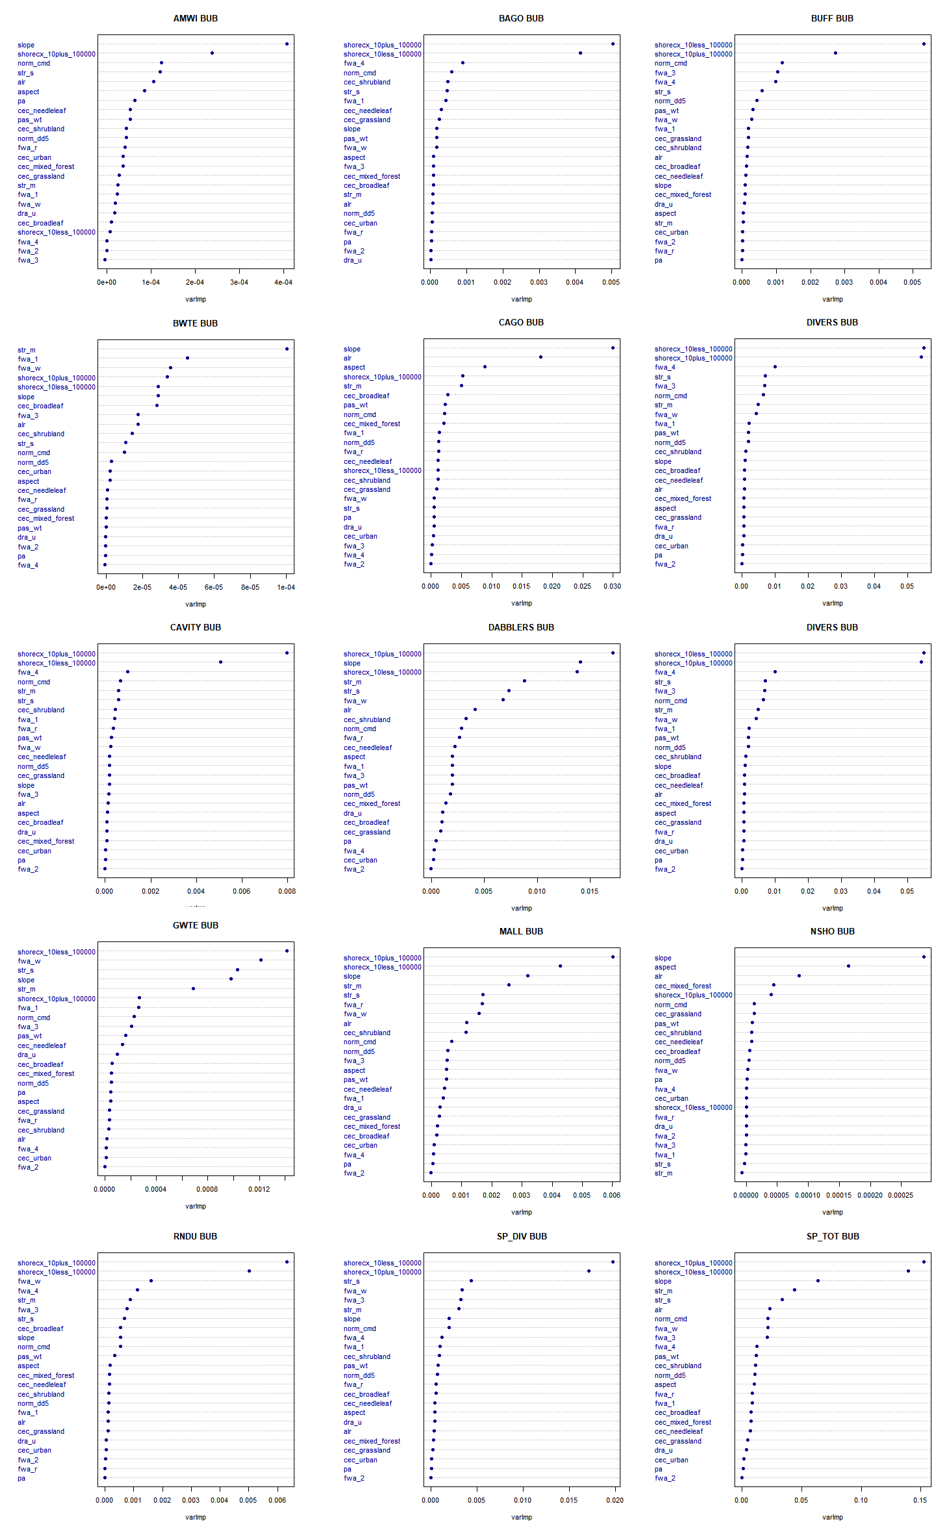 AMWI BUB
slope
shorecx_10plus_100000
norm_cmd
str_s
alr
aspect
pa
cec_needleleaf
pas_wt
cec_shrubland
norm_dd5
fwa_r
cec_urban
cec_mixed_forest
cec_grassland
str_m
fwa_1
fwa_w
dra_u
cec_broadleaf
shorecx_10less_100000
fwa_4
fwa_2
fwa_3
0e+00 1e-04 2e-04 3e-04 4e-04
varImp
BAGO BUB
shorecx_10plus_100000
shorecx_10less_100000
fwa_4
norm_cmd
cec_shrubland
str_s
fwa_1
cec_needleleaf
cec_grassland
slope
pas_wt
fwa_w
aspect
fwa_3
cec_mixed_forest
cec_broadleaf
str_m
alr
norm_dd5
cec_urban
fwa_r
pa
fwa_2
dra_u
0.000 0.001 0.002 0.003 0.004 0.005
varImp
BUFF BUB
shorecx_10less_100000
shorecx_10plus_100000
norm_cmd
fwa_3
fwa_4
str_s
norm_dd5
pas_wt
fwa_w
fwa_1
cec_grassland
cec_shrubland
alr
cec_broadleaf
cec_needleleaf
slope
cec_mixed_forest
dra_u
aspect
str_m
cec_urban
fwa_2
fwa_r
pa
0.000 0.001 0.002 0.003 0.004 0.005
varImp
BWTE BUB
str_m
fwa_1
fwa_w
shorecx_10plus_100000
shorecx_10less_100000
slope
cec_broadleaf
fwa_3
alr
cec_shrubland
str_s
norm_cmd
norm_dd5
cec_urban
aspect
cec_needleleaf
fwa_r
cec_grassland
cec_mixed_forest
pas_wt
dra_u
fwa_2
pa
fwa_4
0e+00 2e-05 4e-05 6e-05 8e-05 1e-04
varImp
CAGO BUB
slope
alr
aspect
shorecx_10plus_100000
str_m
cec_broadleaf
pas_wt
norm_cmd
cec_mixed_forest
fwa_1
norm_dd5
fwa_r
cec_needleleaf
shorecx_10less_100000
cec_shrubland
cec_grassland
fwa_w
str_s
pa
dra_u
cec_urban
fwa_3
fwa_4
fwa_2
0.000 0.005 0.010 0.015 0.020 0.025 0.030
varImp
DIVERS BUB
shorecx_10less_100000
shorecx_10plus_100000
fwa_4
str_s
fwa_3
norm_cmd
str_m
fwa_w
fwa_1
pas_wt
norm_dd5
cec_shrubland
slope
cec_broadleaf
cec_needleleaf
alr
cec_mixed_forest
aspect
cec_grassland
fwa_r
dra_u
cec_urban
pa
fwa_2
0.00 0.01 0.02 0.03 0.04 0.05
varImp
CAVITY BUB
shorecx_10plus_100000
shorecx_10less_100000
fwa_4
norm_cmd
str_m
str_s
cec_shrubland
fwa_1
fwa_r
pas_wt
fwa_w
cec_needleleaf
norm_dd5
cec_grassland
slope
fwa_3
alr
aspect
cec_broadleaf
dra_u
cec_mixed_forest
cec_urban
pa
fwa_2
0.000 0.002 0.004 0.006 0.008
DABBLERS BUB
shorecx_10plus_100000
slope
shorecx_10less_100000
str_m
str_s
fwa_w
alr
cec_shrubland
norm_cmd
fwa_r
cec_needleleaf
aspect
fwa_1
fwa_3
pas_wt
norm_dd5
cec_mixed_forest
dra_u
cec_broadleaf
cec_grassland
pa
fwa_4
cec_urban
fwa_2
0.000 0.005 0.010 0.015
varImp
DIVERS BUB
shorecx_10less_100000
shorecx_10plus_100000
fwa_4
str_s
fwa_3
norm_cmd
str_m
fwa_w
fwa_1
pas_wt
norm_dd5
cec_shrubland
slope
cec_broadleaf
cec_needleleaf
alr
cec_mixed_forest
aspect
cec_grassland
fwa_r
dra_u
cec_urban
pa
fwa_2
0.00 0.01 0.02 0.03 0.04 0.05
varImp
GWTE BUB
shorecx_10less_100000
fwa_w
str_s
slope
str_m
shorecx_10plus_100000
fwa_1
norm_cmd
fwa_3
pas_wt
cec_needleleaf
dra_u
cec_broadleaf
cec_mixed_forest
norm_dd5
pa
aspect
cec_grassland
fwa_r
cec_shrubland
alr
fwa_4
cec_urban
fwa_2
0.0000 0.0004 0.0008 0.0012
varImp
MALL BUB
shorecx_10plus_100000
shorecx_10less_100000
slope
str_m
str_s
fwa_r
fwa_w
alr
cec_shrubland
norm_cmd
norm_dd5
fwa_3
aspect
pas_wt
cec_needleleaf
fwa_1
dra_u
cec_grassland
cec_mixed_forest
cec_broadleaf
cec_urban
fwa_4
pa
fwa_2
0.000 0.001 0.002 0.003 0.004 0.005 0.006
varImp
NSHO BUB
slope
aspect
alr
cec_mixed_forest
shorecx_10plus_100000
norm_cmd
cec_grassland
pas_wt
cec_shrubland
cec_needleleaf
cec_broadleaf
norm_dd5
fwa_w
pa
fwa_4
cec_urban
shorecx_10less_100000
fwa_r
dra_u
fwa_2
fwa_3
fwa_1
str_s
str_m
0.00000 0.00005 0.00010 0.00015 0.00020 0.00025
varImp
RNDU BUB
shorecx_10plus_100000
shorecx_10less_100000
fwa_w
fwa_4
str_m
fwa_3
str_s
cec_broadleaf
slope
norm_cmd
pas_wt
aspect
cec_mixed_forest
cec_needleleaf
cec_shrubland
norm_dd5
fwa_1
alr
cec_grassland
dra_u
cec_urban
fwa_2
fwa_r
pa
0.000 0.001 0.002 0.003 0.004 0.005 0.006
varImp
SP_DIV BUB
shorecx_10less_100000
shorecx_10plus_100000
str_s
fwa_w
fwa_3
str_m
slope
norm_cmd
fwa_4
fwa_1
cec_shrubland
pas_wt
norm_dd5
fwa_r
cec_broadleaf
cec_needleleaf
aspect
dra_u
alr
cec_mixed_forest
cec_grassland
cec_urban
pa
fwa_2
0.000 0.005 0.010 0.015 0.020
varImp
SP_TOT BUB
shorecx_10plus_100000
shorecx_10less_100000
slope
str_m
str_s
alr
norm_cmd
fwa_w
fwa_3
fwa_4
pas_wt
cec_shrubland
norm_dd5
aspect
fwa_r
fwa_1
cec_broadleaf
cec_mixed_forest
cec_needleleaf
cec_grassland
dra_u
cec_urban
pa
fwa_2
0.00 0.05 0.10 0.15
varImp